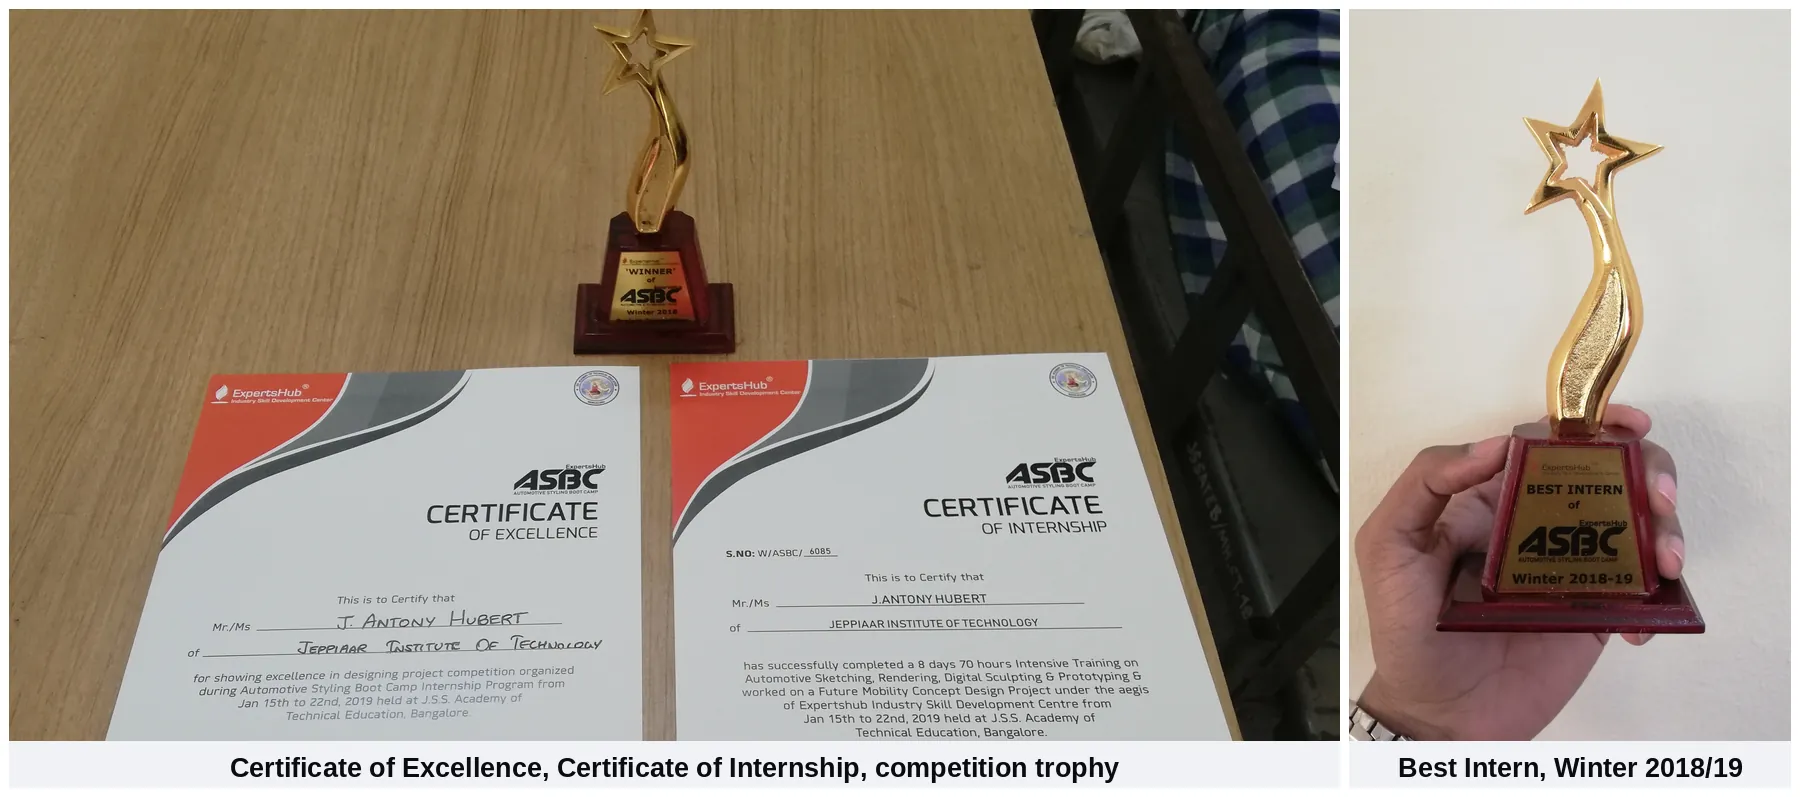 ExpertsHub
'WINNER'
of
ASBC
Winter 2018
ExpertsHub®
Industry Skill Development Center
ExpertsHub
ASBC
AUTOMOTIVE STYLING BOOT CAMP
CERTIFICATE
OF EXCELLENCE
This is to Certify that
Mr./Ms J. ANTONY HUBERT
of JEPPIAAR INSTITUTE OF TECHNOLOGY
for showing excellence in designing project competition organized
during Automotive Styling Boot Camp Internship Program from
Jan 15th to 22nd, 2019 held at J.S.S. Academy of
Technical Education, Bangalore.
ExpertsHub®
Industry Skill Development Center
ExpertsHub
ASBC
AUTOMOTIVE STYLING BOOT CAMP
CERTIFICATE
OF INTERNSHIP
S.NO: W/ASBC/ 6085
This is to Certify that
Mr./Ms J.ANTONY HUBERT
of JEPPIAAR INSTITUTE OF TECHNOLOGY
has successfully completed a 8 days 70 hours Intensive Training on
Automotive Sketching, Rendering, Digital Sculpting & Prototyping &
worked on a Future Mobility Concept Design Project under the aegis
of Expertshub Industry Skill Development Centre from
Jan 15th to 22nd, 2019 held at J.S.S. Academy of
Technical Education, Bangalore.
Certificate of Excellence, Certificate of Internship, competition trophy
ExpertsHub
BEST INTERN
of
ExpertsHub
ASBC
AUTOMOTIVE STYLING BOOT CAMP
Winter 2018-19
Best Intern, Winter 2018/19